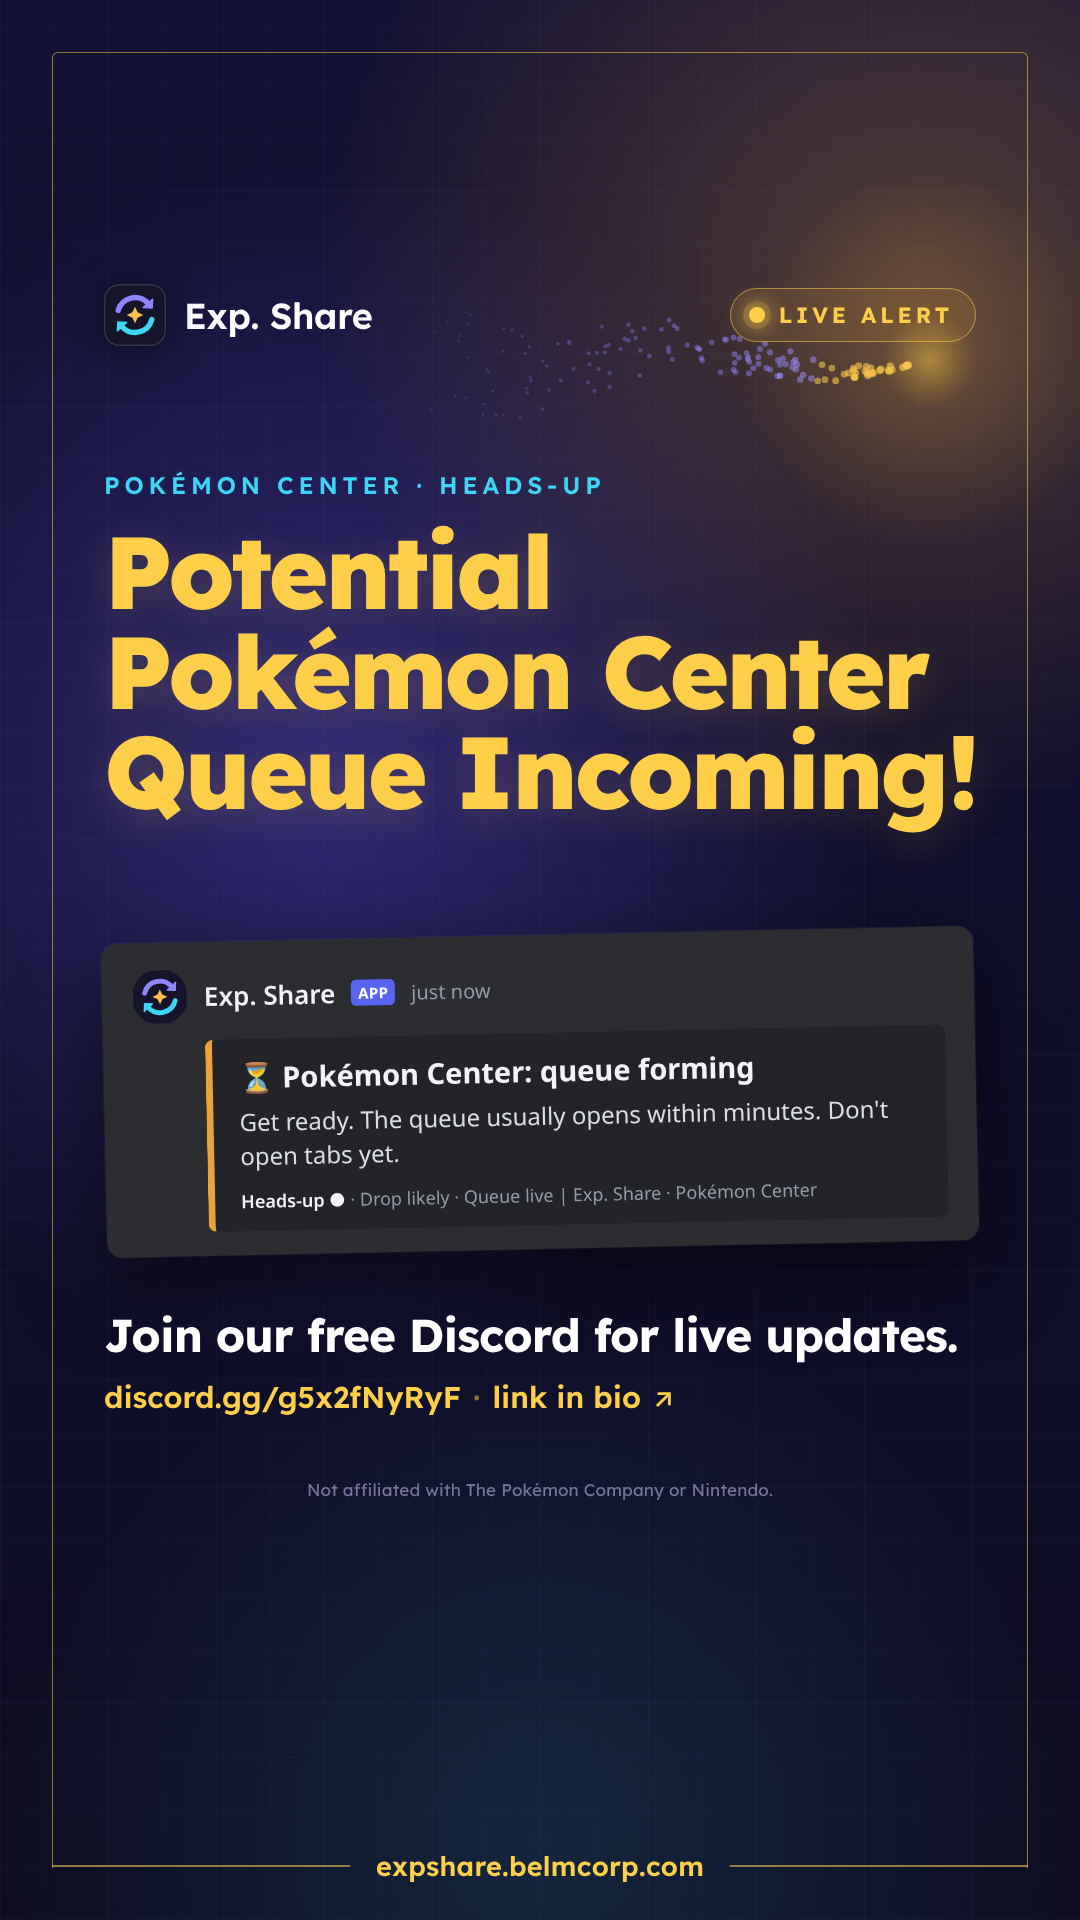 Exp. Share
LIVE ALERT
POKÉMON CENTER · HEADS-UP
Potential
Pokémon Center
Queue Incoming!
Exp. Share APP just now
⏳ Pokémon Center: queue forming
Get ready. The queue usually opens within minutes. Don't
open tabs yet.
Heads-up ● · Drop likely · Queue live | Exp. Share · Pokémon Center
Join our free Discord for live updates.
discord.gg/g5x2fNyRyF · link in bio ↗
Not affiliated with The Pokémon Company or Nintendo.
expshare.belmcorp.com